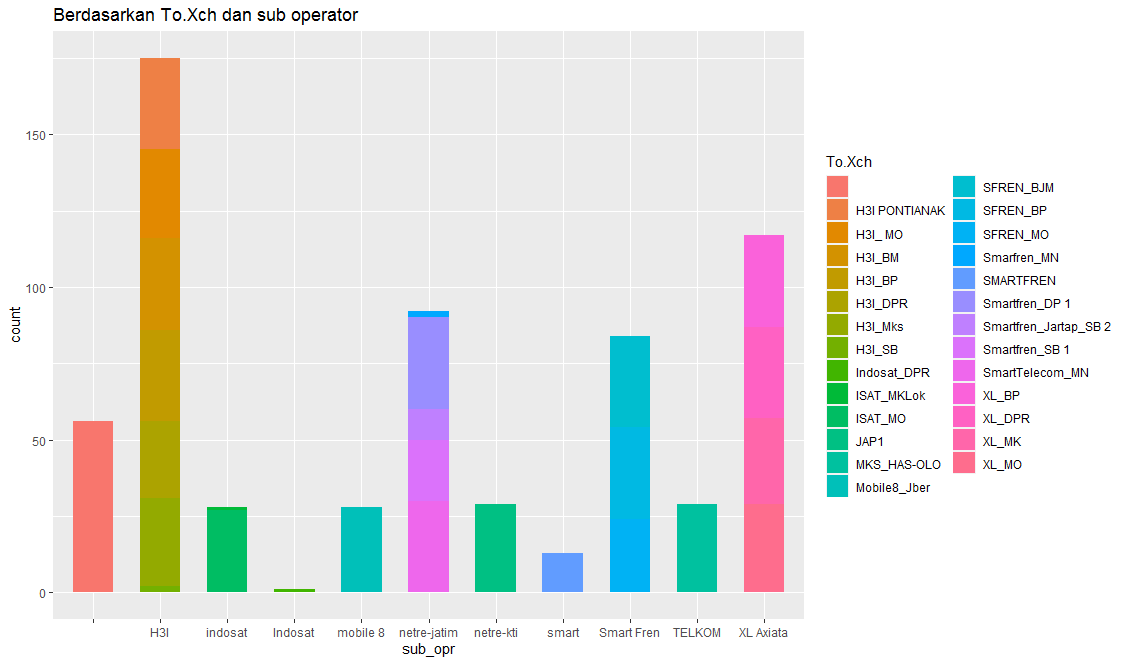 Berdasarkan To.Xch dan sub operator
count
150
100
50
0
H3I
indosat
Indosat
mobile 8
netre-jatim
netre-kti
smart
Smart Fren
TELKOM
XL Axiata
sub_opr
To.Xch
H3I PONTIANAK
H3I_ MO
H3I_BM
H3I_BP
H3I_DPR
H3I_Mks
H3I_SB
Indosat_DPR
ISAT_MKLok
ISAT_MO
JAP1
MKS_HAS-OLO
Mobile8_Jber
SFREN_BJM
SFREN_BP
SFREN_MO
Smarfren_MN
SMARTFREN
Smartfren_DP 1
Smartfren_Jartap_SB 2
Smartfren_SB 1
SmartTelecom_MN
XL_BP
XL_DPR
XL_MK
XL_MO